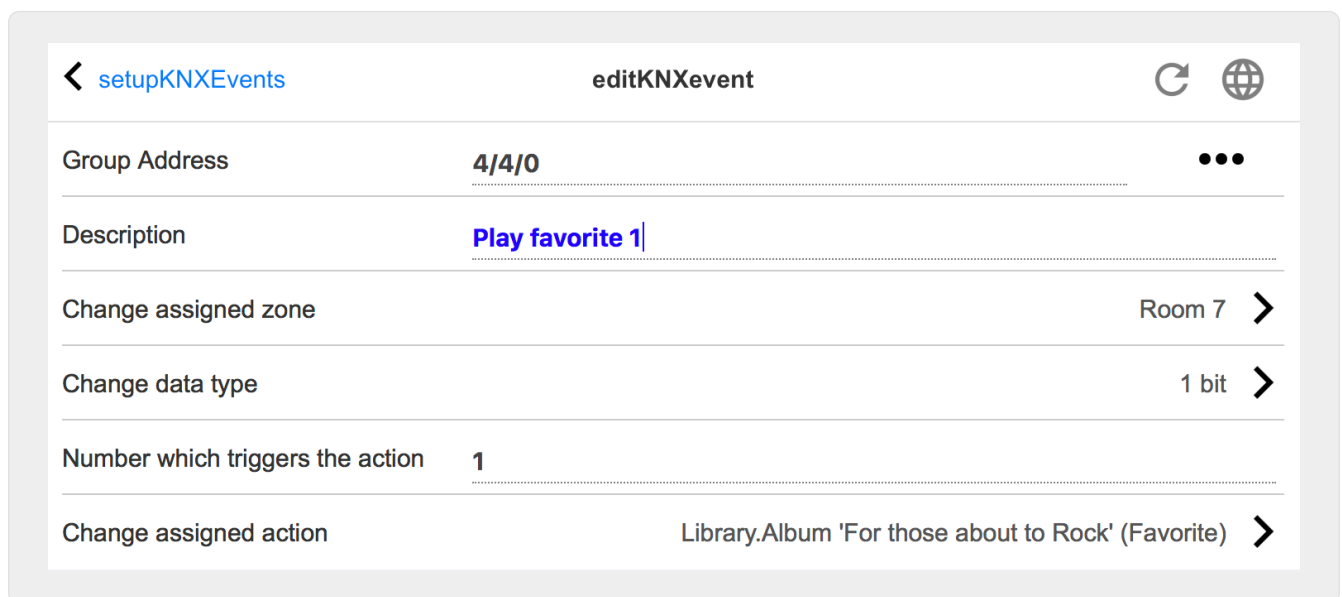 setupKNXEvents editKNXevent
Group Address 4/4/0
Description Play favorite 1
Change assigned zone Room 7
Change data type 1 bit
Number which triggers the action 1
Change assigned action Library.Album 'For those about to Rock' (Favorite)